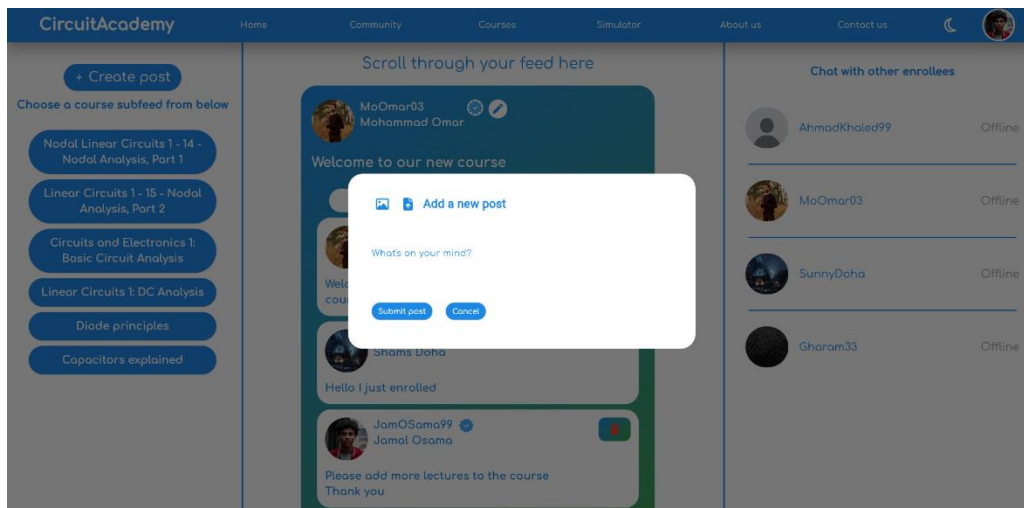 CircuitAcademy
Home
Community
Courses
Simulator
About us
Contact us
+ Create post
Choose a course subfeed from below
Nodal Linear Circuits 1 - 14 -
Nodal Analysis, Part 1
Linear Circuits 1 - 15 - Nodal
Analysis, Part 2
Circuits and Electronics 1:
Basic Circuit Analysis
Linear Circuits 1: DC Analysis
Diode principles
Capacitors explained
Scroll through your feed here
MoOmar03
Mohammad Omar
Welcome to our new course
Add a new post
What's on your mind?
Submit post
Cancel
Shams Doha
Hello I just enrolled
JamOSama99
Jamal Osama
Please add more lectures to the course
Thank you
Chat with other enrollees
AhmadKhaled99
Offline
MoOmar03
Offline
SunnyDoha
Offline
Gharam33
Offline